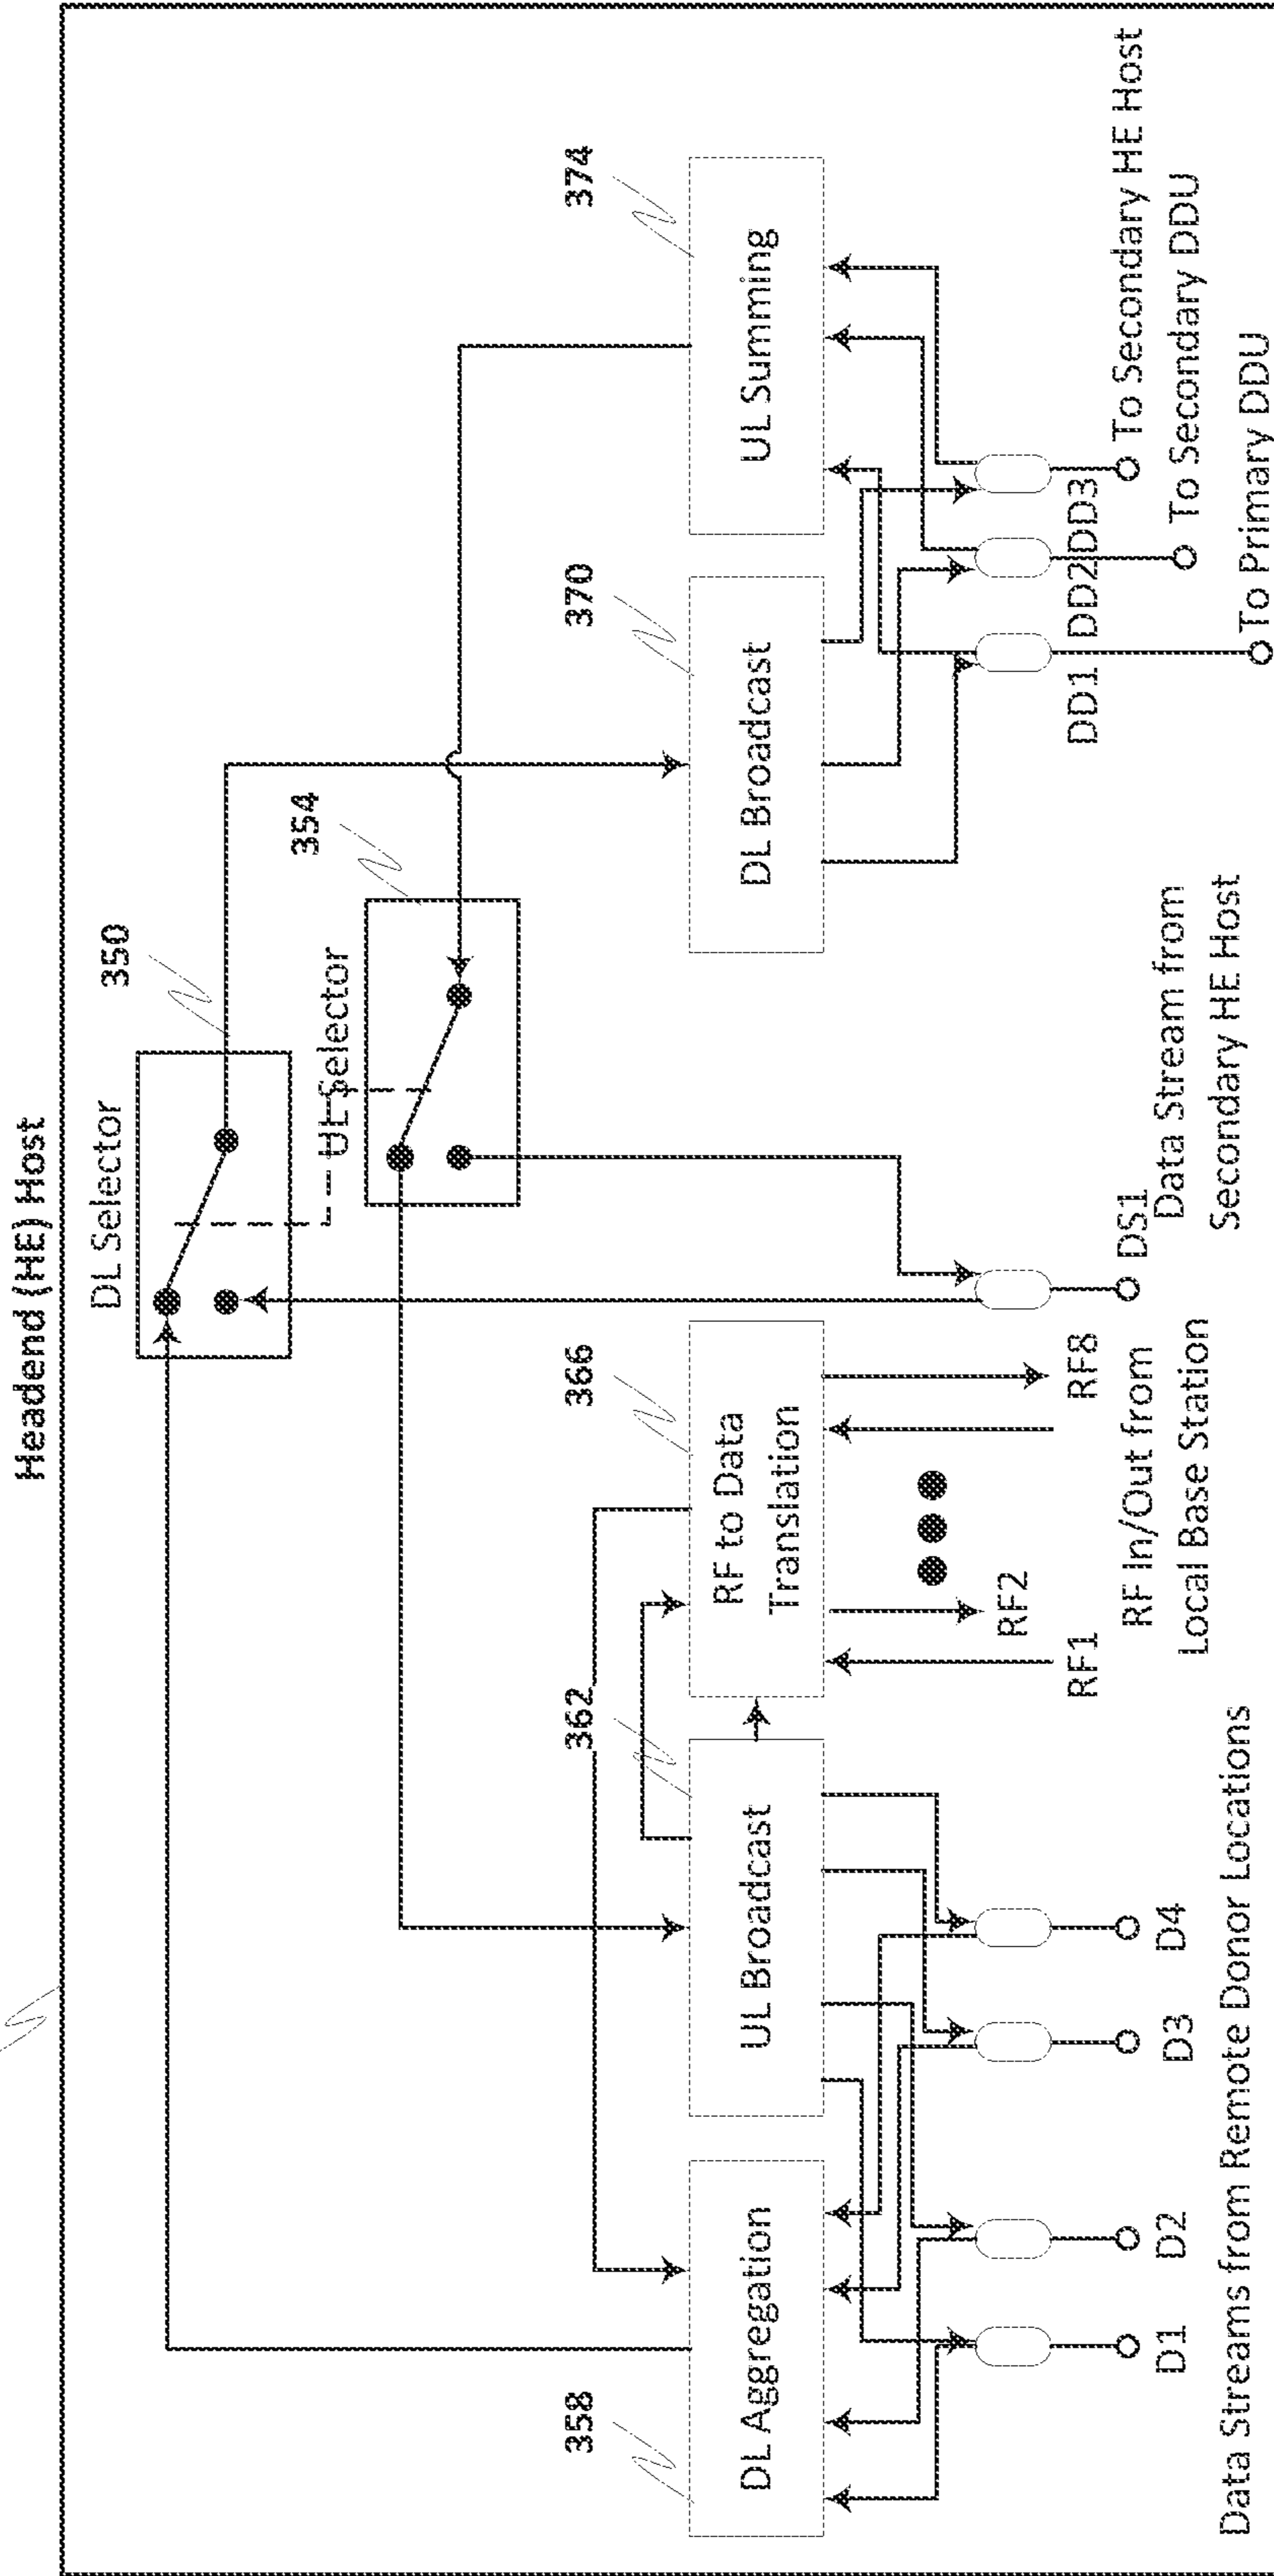 Headend (HE) Host
DL Selector
350
UL Selector
354
358
DL Aggregation
362
UL Broadcast
366
RF to Data
Translation
370
DL Broadcast
374
UL Summing
D1
D2
D3
D4
Data Streams from Remote Donor Locations
RF1
RF2
RF8
RF In/Out from
Local Base Station
DS1
Data Stream from
Secondary HE Host
DD1
DD2
DD3
To Secondary HE Host
To Secondary DDU
To Primary DDU